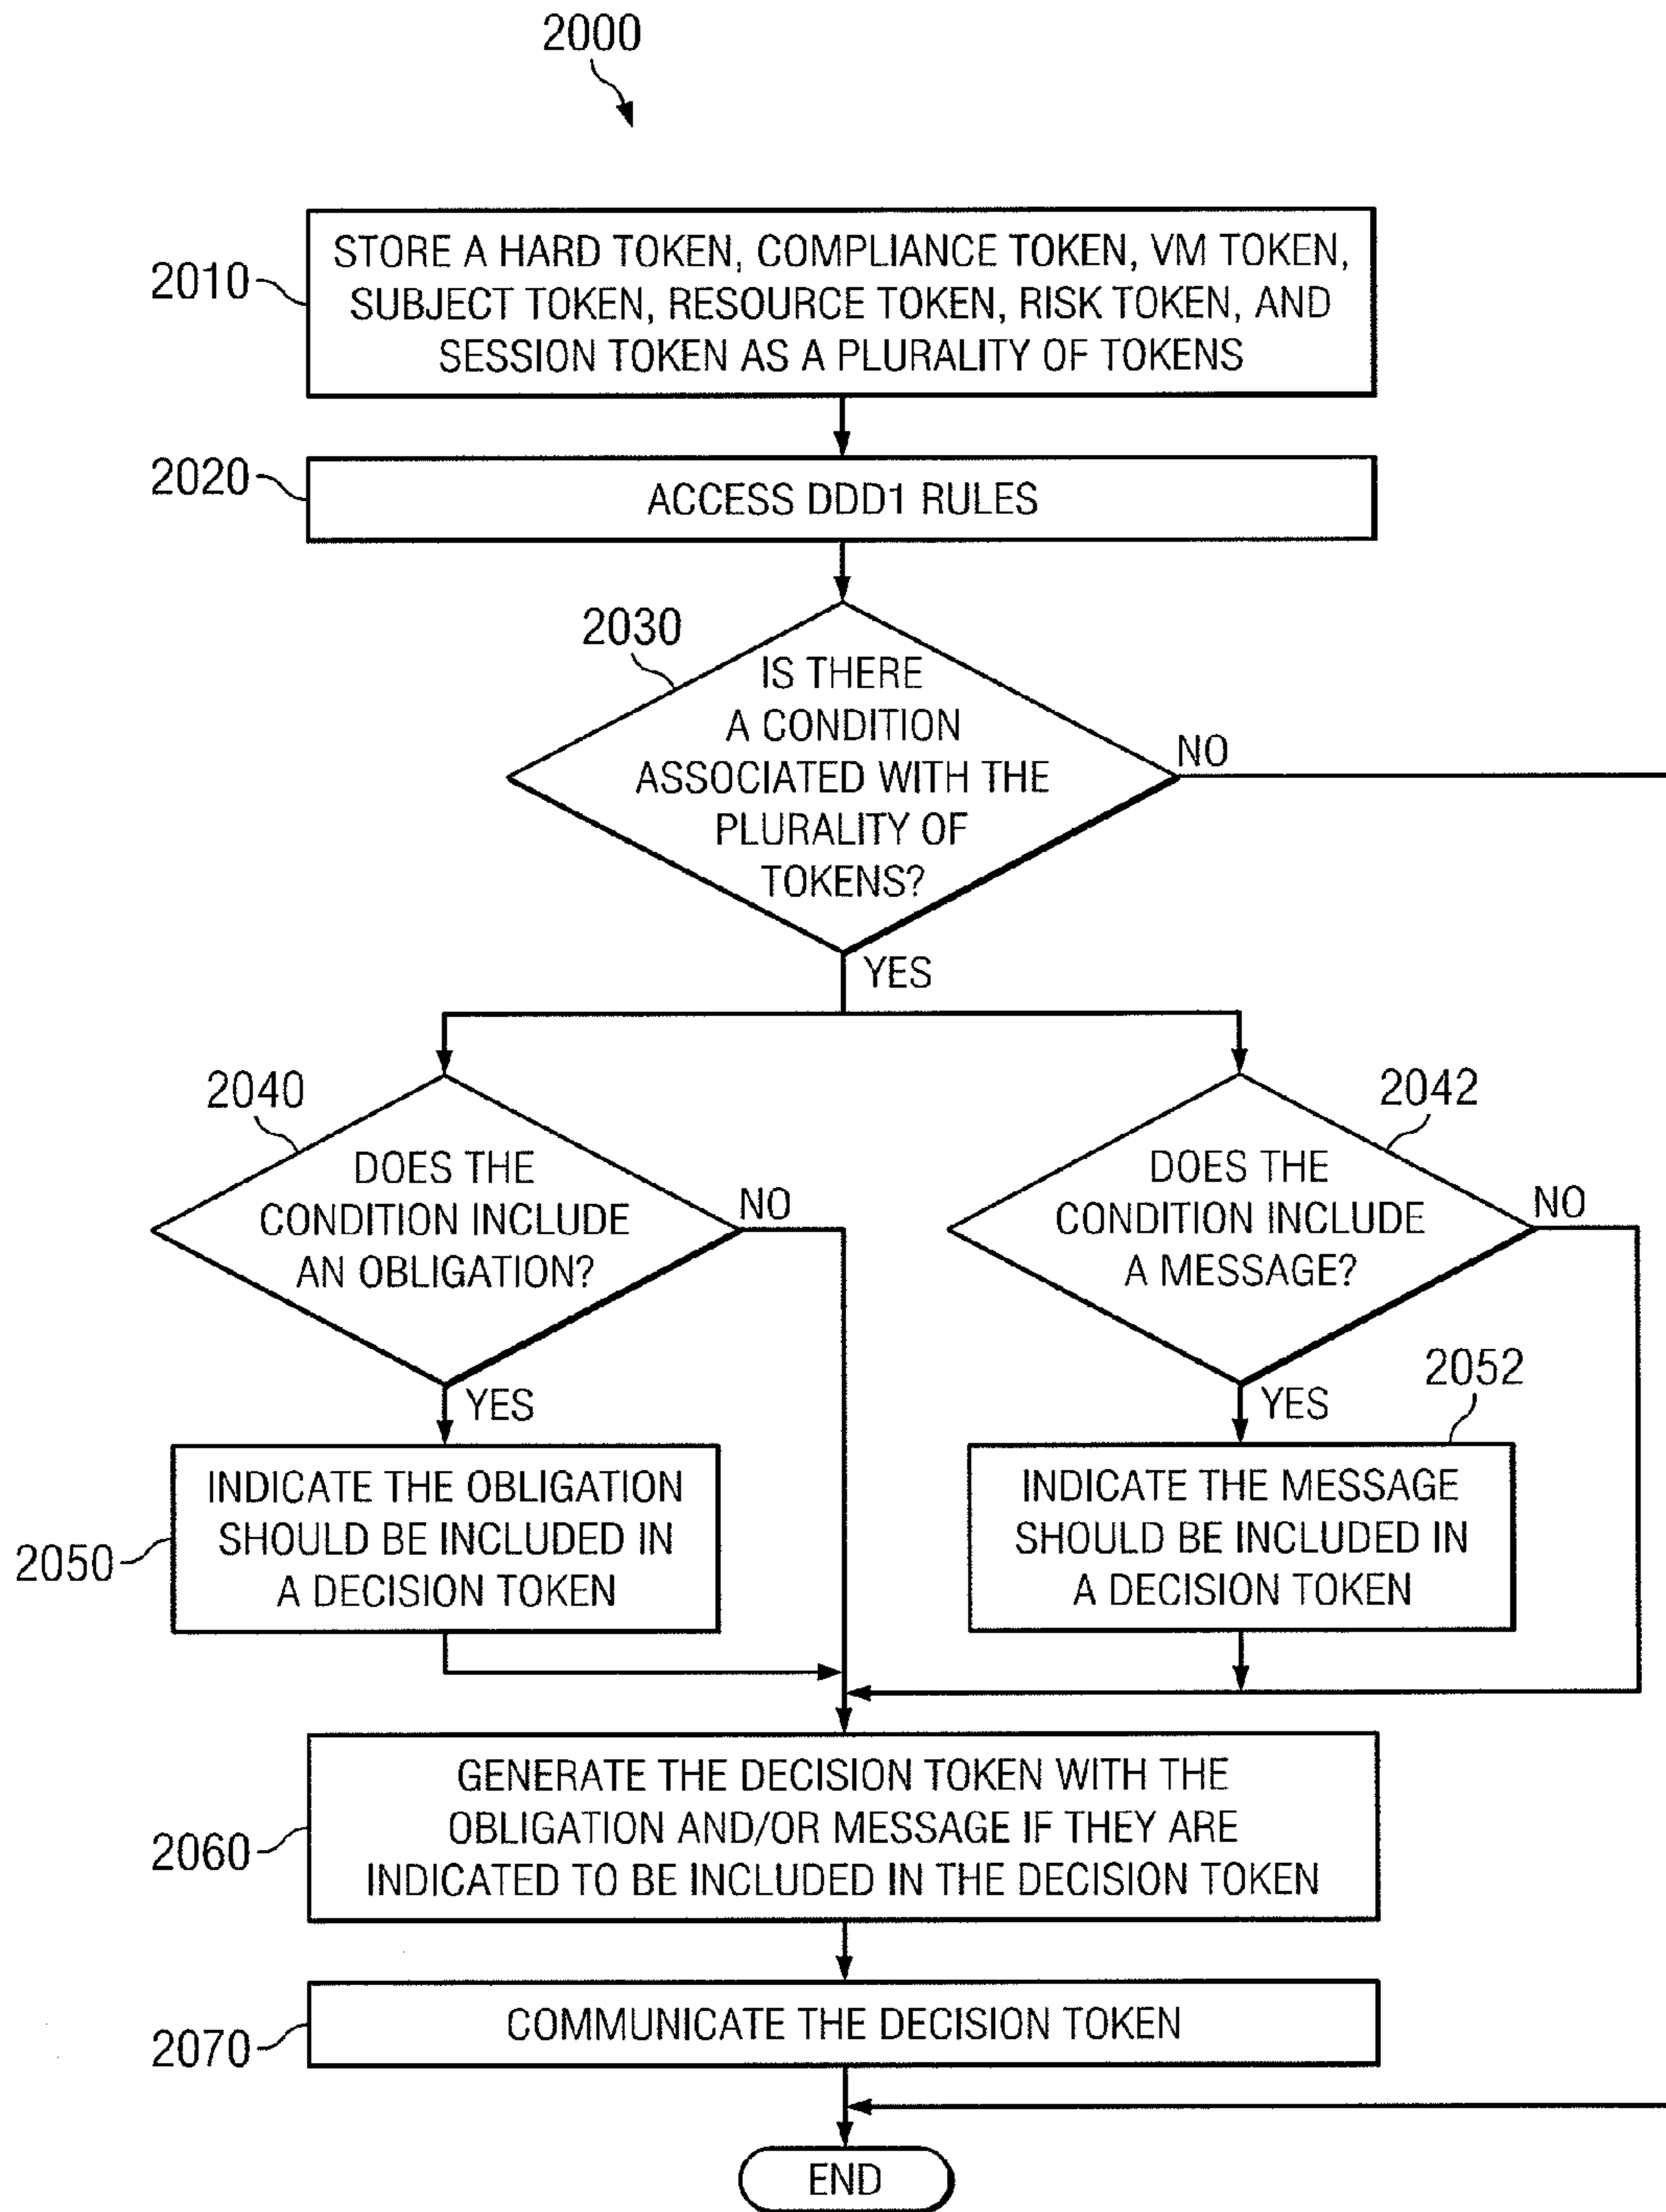 2000
2010
STORE A HARD TOKEN, COMPLIANCE TOKEN, VM TOKEN,
SUBJECT TOKEN, RESOURCE TOKEN, RISK TOKEN, AND
SESSION TOKEN AS A PLURALITY OF TOKENS
2020
ACCESS DDD1 RULES
2030
IS THERE
A CONDITION
ASSOCIATED WITH THE
PLURALITY OF
TOKENS?
NO
YES
2040
DOES THE
CONDITION INCLUDE
AN OBLIGATION?
NO
YES
2042
DOES THE
CONDITION INCLUDE
A MESSAGE?
NO
YES
2050
INDICATE THE OBLIGATION
SHOULD BE INCLUDED IN
A DECISION TOKEN
2052
INDICATE THE MESSAGE
SHOULD BE INCLUDED IN
A DECISION TOKEN
2060
GENERATE THE DECISION TOKEN WITH THE
OBLIGATION AND/OR MESSAGE IF THEY ARE
INDICATED TO BE INCLUDED IN THE DECISION TOKEN
2070
COMMUNICATE THE DECISION TOKEN
END